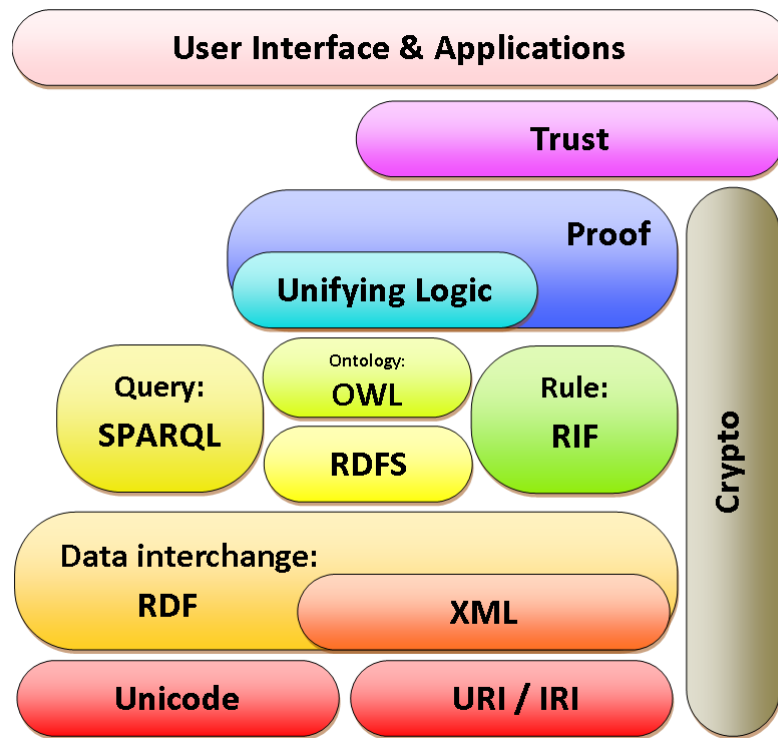 User Interface & Applications
Trust
Proof
Unifying Logic
Query:
SPARQL
Ontology:
OWL
RDFS
Rule:
RIF
Crypto
Data interchange:
RDF
XML
Unicode
URI / IRI